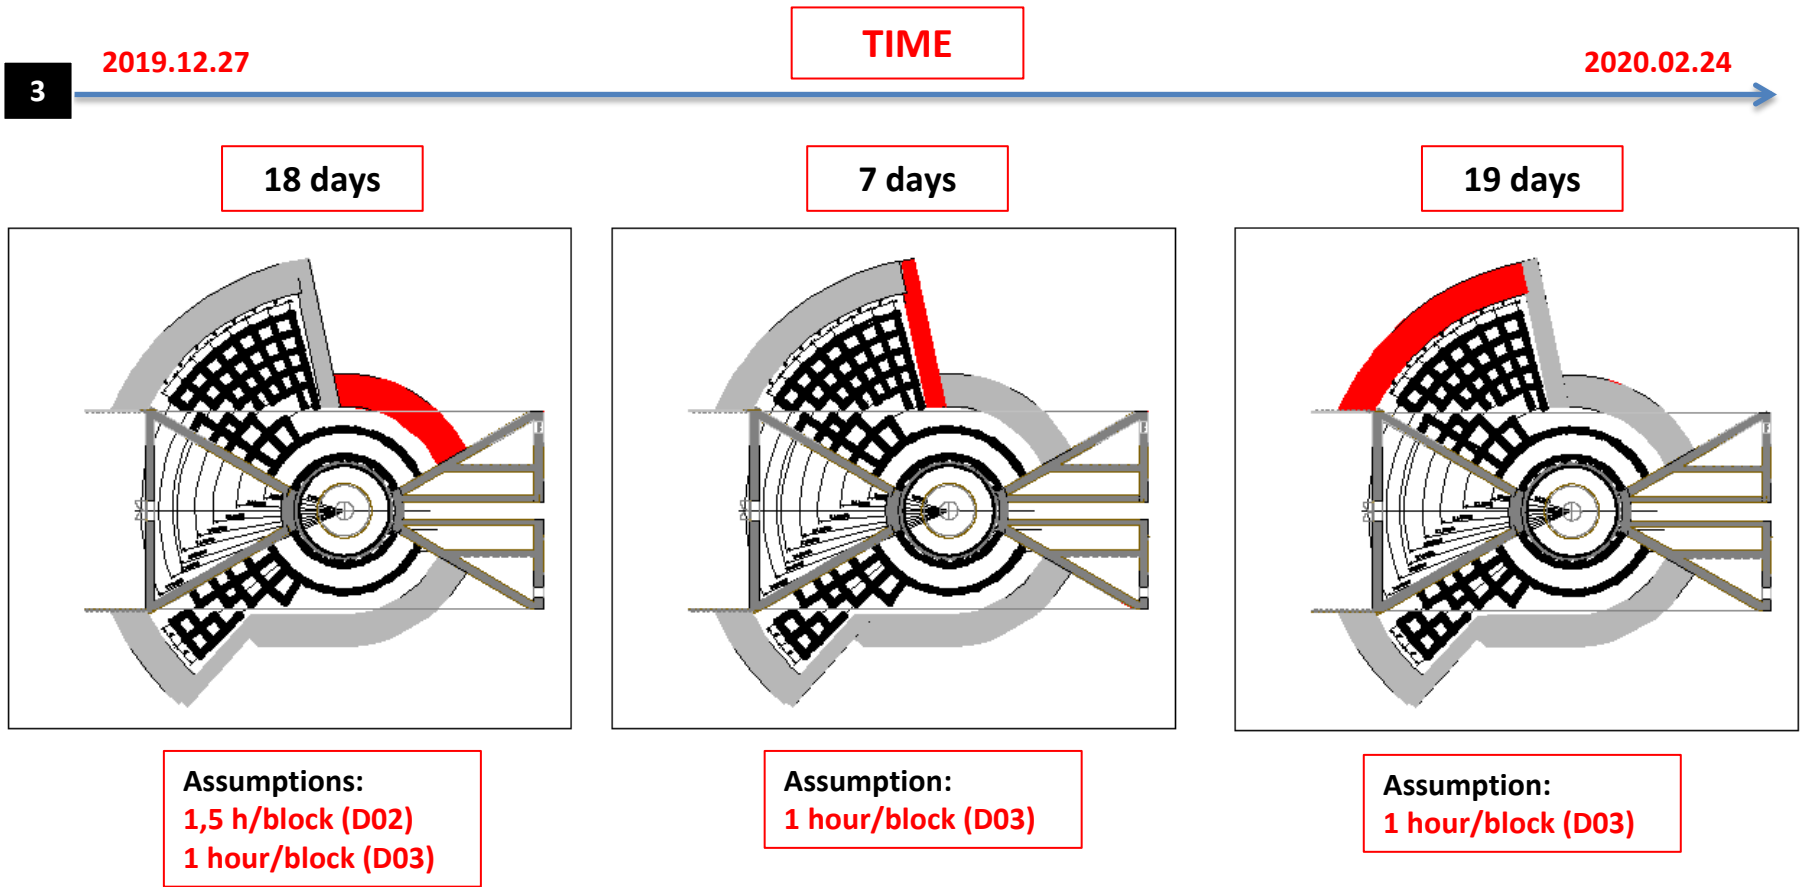 TIME
2019.12.27
2020.02.24
3
18 days
7 days
19 days
Assumptions:
1,5 h/block (D02)
1 hour/block (D03)
Assumption:
1 hour/block (D03)
Assumption:
1 hour/block (D03)